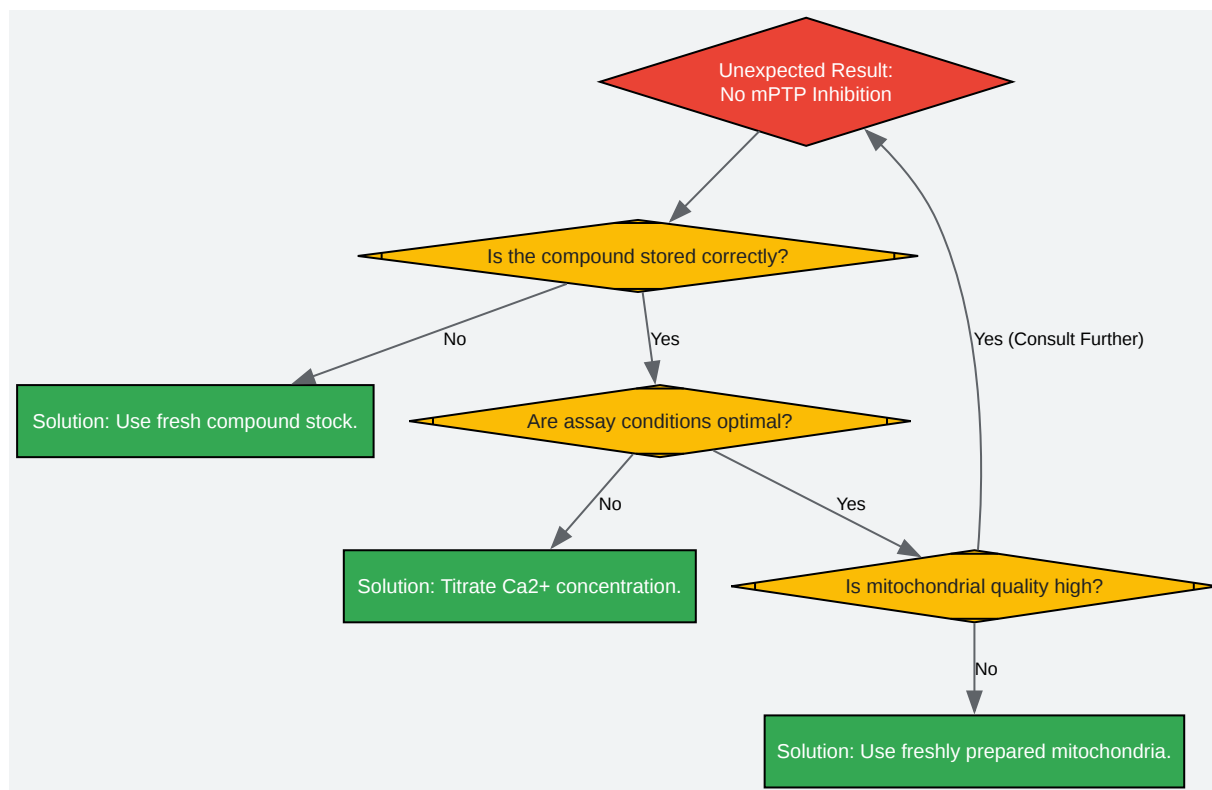 Unexpected Result:
No mPTP Inhibition
Is the compound stored correctly?
No
Yes
Yes (Consult Further)
Solution: Use fresh compound stock.
Are assay conditions optimal?
No
Yes
Solution: Titrate Ca2+ concentration.
Is mitochondrial quality high?
No
Solution: Use freshly prepared mitochondria.